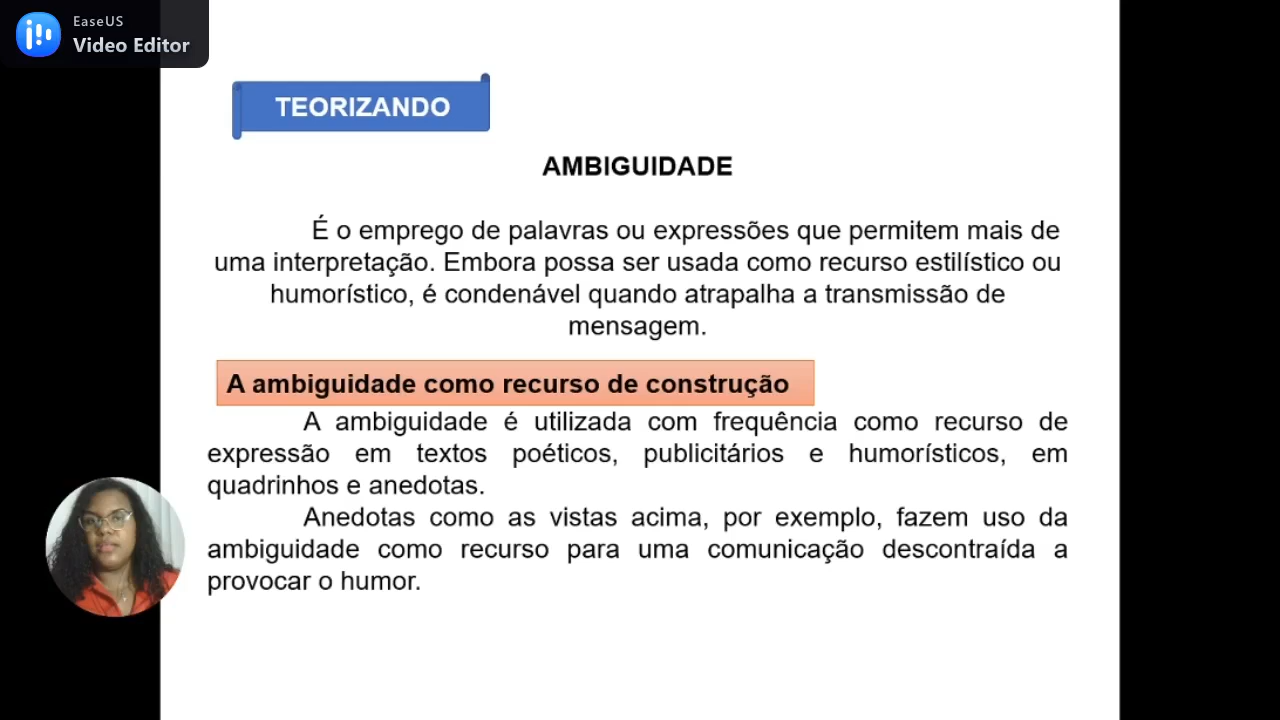 EaseUS
Video Editor
TEORIZANDO
AMBIGUIDADE
É o emprego de palavras ou expressões que permitem mais de
uma interpretação. Embora possa ser usada como recurso estilístico ou
humorístico, é condenável quando atrapalha a transmissão de
mensagem.
A ambiguidade como recurso de construção
A ambiguidade é utilizada com frequência como recurso de
expressão em textos poéticos, publicitários e humorísticos, em
quadrinhos e anedotas.
Anedotas como as vistas acima, por exemplo, fazem uso da
ambiguidade como recurso para uma comunicação descontraída a
provocar o humor.